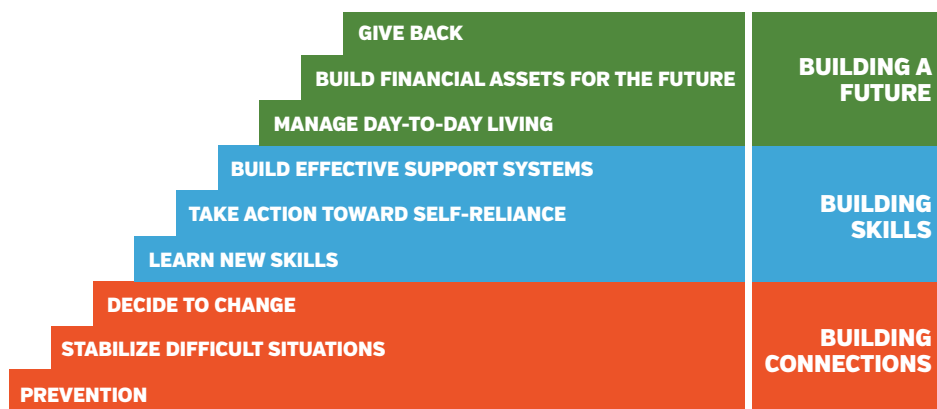 GIVE BACK
BUILD FINANCIAL ASSETS FOR THE FUTURE
MANAGE DAY-TO-DAY LIVING
BUILDING A
FUTURE
BUILD EFFECTIVE SUPPORT SYSTEMS
TAKE ACTION TOWARD SELF-RELIANCE
LEARN NEW SKILLS
BUILDING
SKILLS
DECIDE TO CHANGE
STABILIZE DIFFICULT SITUATIONS
PREVENTION
BUILDING
CONNECTIONS